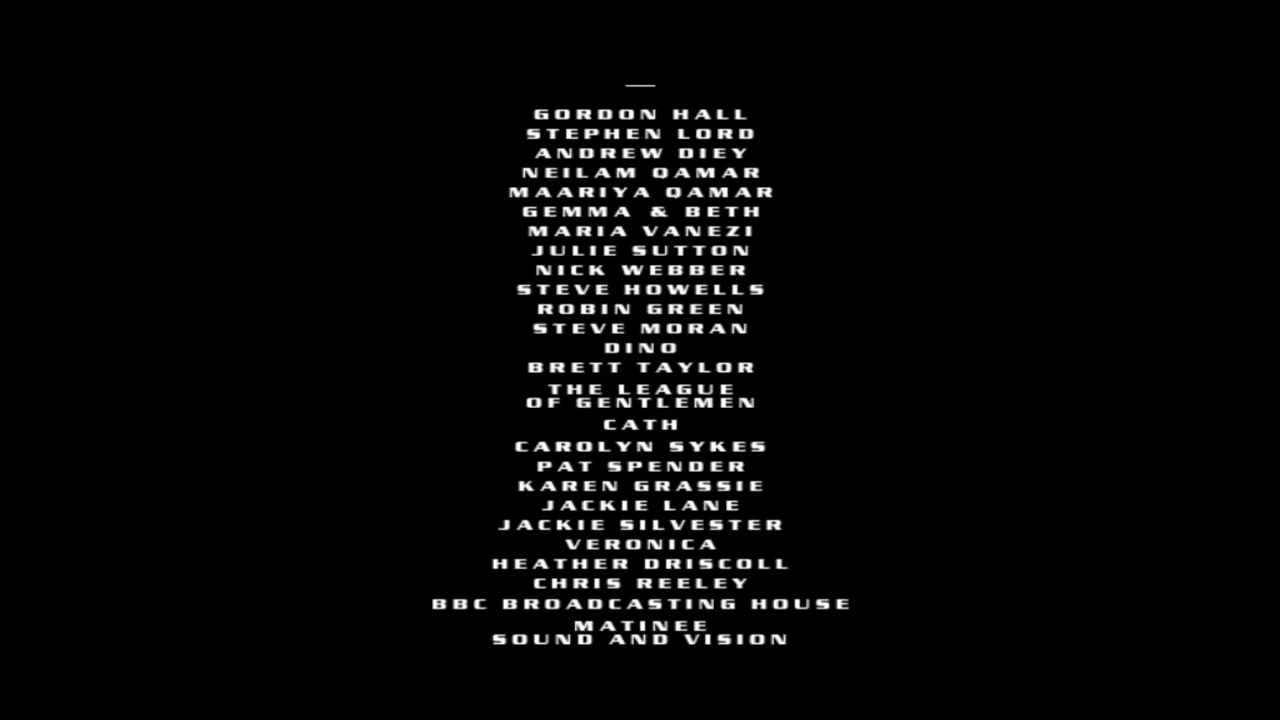 GORDON HALL
STEPHEN LORD
ANDREW DIEY
NEILAM QAMAR
MAARIYA QAMAR
GEMMA & BETH
MARIA VANEZI
JULIE SUTTON
NICK WEBBER
STEVE HOWELLS
ROBIN GREEN
STEVE MORAN
DINO
BRETT TAYLOR
THE LEAGUE
OF GENTLEMEN
CATH
CAROLYN SYKES
PAT SPENDER
KAREN GRASSIE
JACKIE LANE
JACKIE SILVESTER
VERONICA
HEATHER DRISCOLL
CHRIS REELEY
BBC BROADCASTING HOUSE
MATINEE
SOUND AND VISION